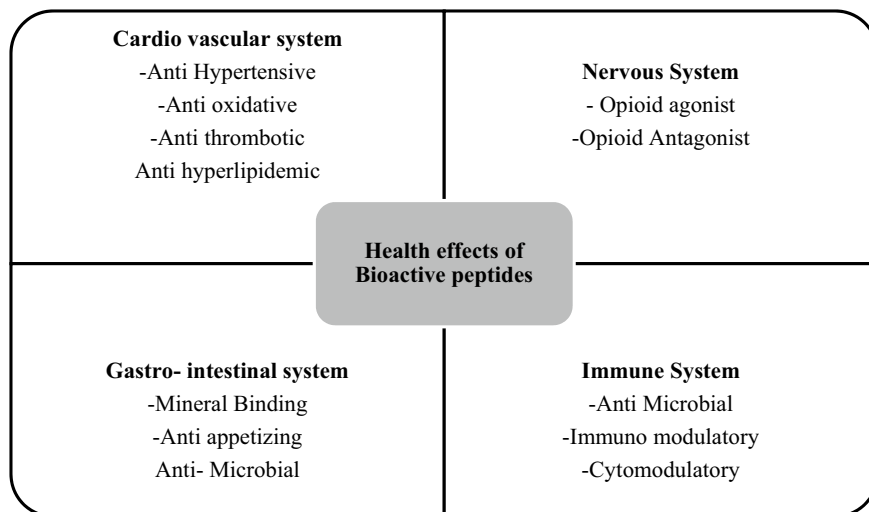 Cardio vascular system
-Anti Hypertensive
-Anti oxidative
-Anti thrombotic
Anti hyperlipidemic
Nervous System
- Opioid agonist
-Opioid Antagonist
Health effects of
Bioactive peptides
Gastro- intestinal system
-Mineral Binding
-Anti appetizing
Anti- Microbial
Immune System
-Anti Microbial
-Immuno modulatory
-Cytomodulatory